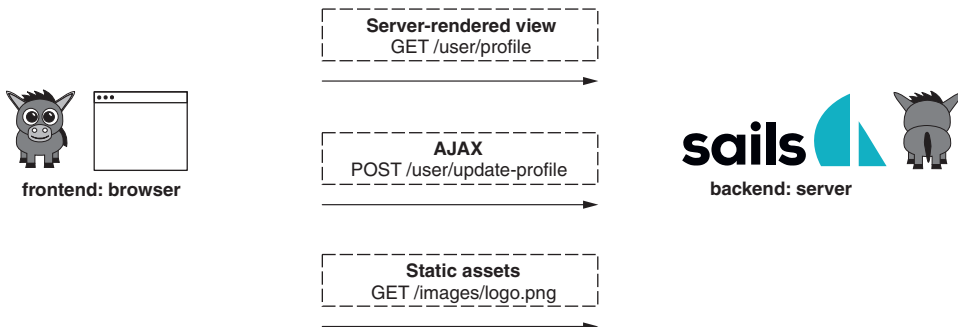 Server-rendered view
GET /user/profile
AJAX
POST /user/update-profile
Static assets
GET /images/logo.png
frontend: browser
sails
backend: server